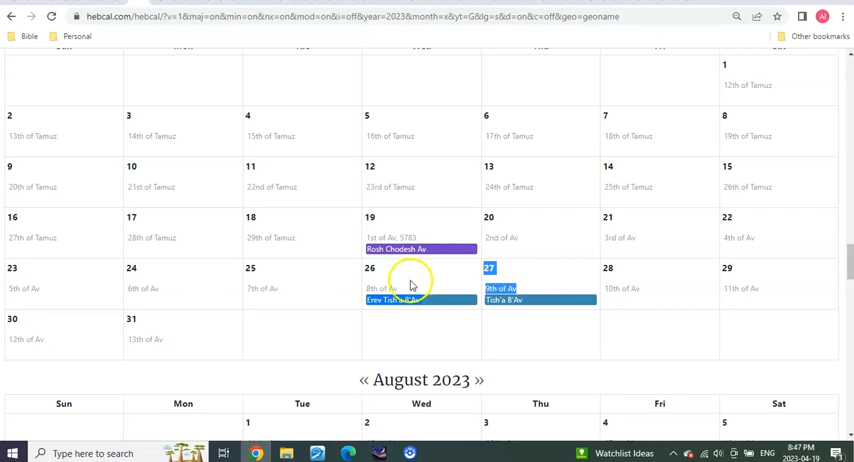 hebcal.com/hebcal/?v=1&maj=on&min=on&nx=on&mod=on&i=off&year=2023&month=x&yt=G&lg=s&d=on&c=off&geo=geoname
AI
Bible Personal Other bookmarks
1
12th of Tamuz
2 3 4 5 6 7 8
13th of Tamuz 14th of Tamuz 15th of Tamuz 16th of Tamuz 17th of Tamuz 18th of Tamuz 19th of Tamuz
9 10 11 12 13 14 15
20th of Tamuz 21st of Tamuz 22nd of Tamuz 23rd of Tamuz 24th of Tamuz 25th of Tamuz 26th of Tamuz
16 17 18 19 20 21 22
27th of Tamuz 28th of Tamuz 29th of Tamuz 1st of Av, 5783 2nd of Av 3rd of Av 4th of Av
Rosh Chodesh Av
23 24 25 26 27 28 29
5th of Av 6th of Av 7th of Av 8th of Av 9th of Av 10th of Av 11th of Av
Erev Tish'a B'Av Tish'a B'Av
30 31
12th of Av 13th of Av
« August 2023 »
Sun Mon Tue Wed Thu Fri Sat
1 2 3 4 5
Type here to search Watchlist Ideas ENG 8:47 PM
2023-04-19
3